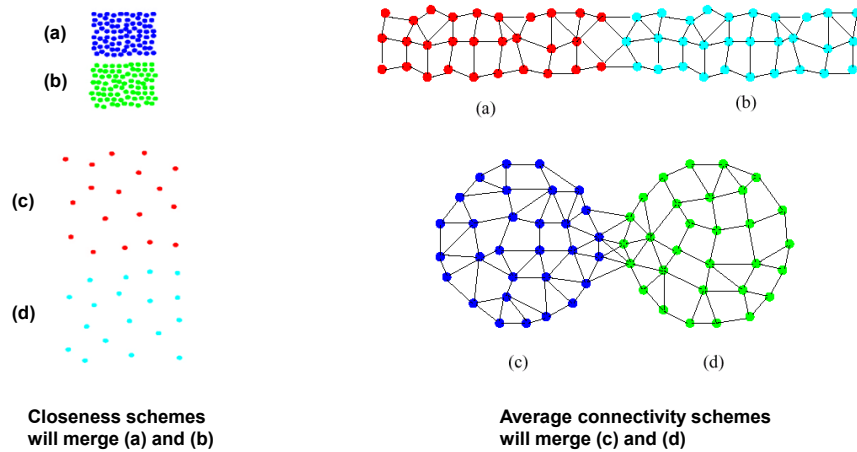 (a)
(b)
(c)
(d)
Closeness schemes
will merge (a) and (b)
(a)
(b)
(c)
(d)
Average connectivity schemes
will merge (c) and (d)